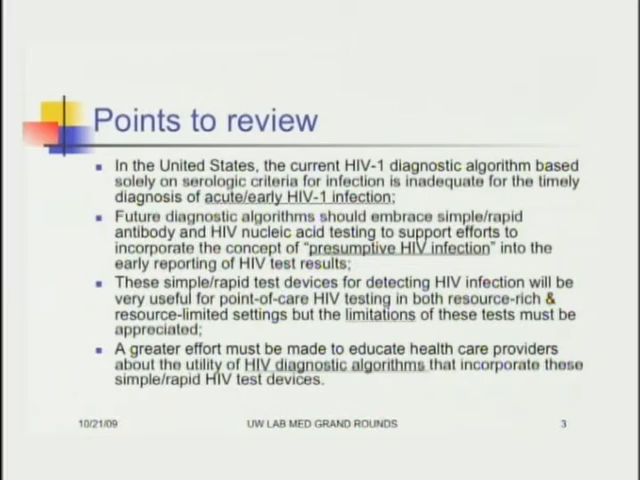 Points to review
In the United States, the current HIV-1 diagnostic algorithm based
solely on serologic criteria for infection is inadequate for the timely
diagnosis of acute/early HIV-1 infection;
Future diagnostic algorithms should embrace simple/rapid
antibody and HIV nucleic acid testing to support efforts to
incorporate the concept of "presumptive HIV infection" into the
early reporting of HIV test results;
These simple/rapid test devices for detecting HIV infection will be
very useful for point-of-care HIV testing in both resource-rich &
resource-limited settings but the limitations of these tests must be
appreciated;
A greater effort must be made to educate health care providers
about the utility of HIV diagnostic algorithms that incorporate these
simple/rapid HIV test devices.
10/21/09
UW LAB MED GRAND ROUNDS
3